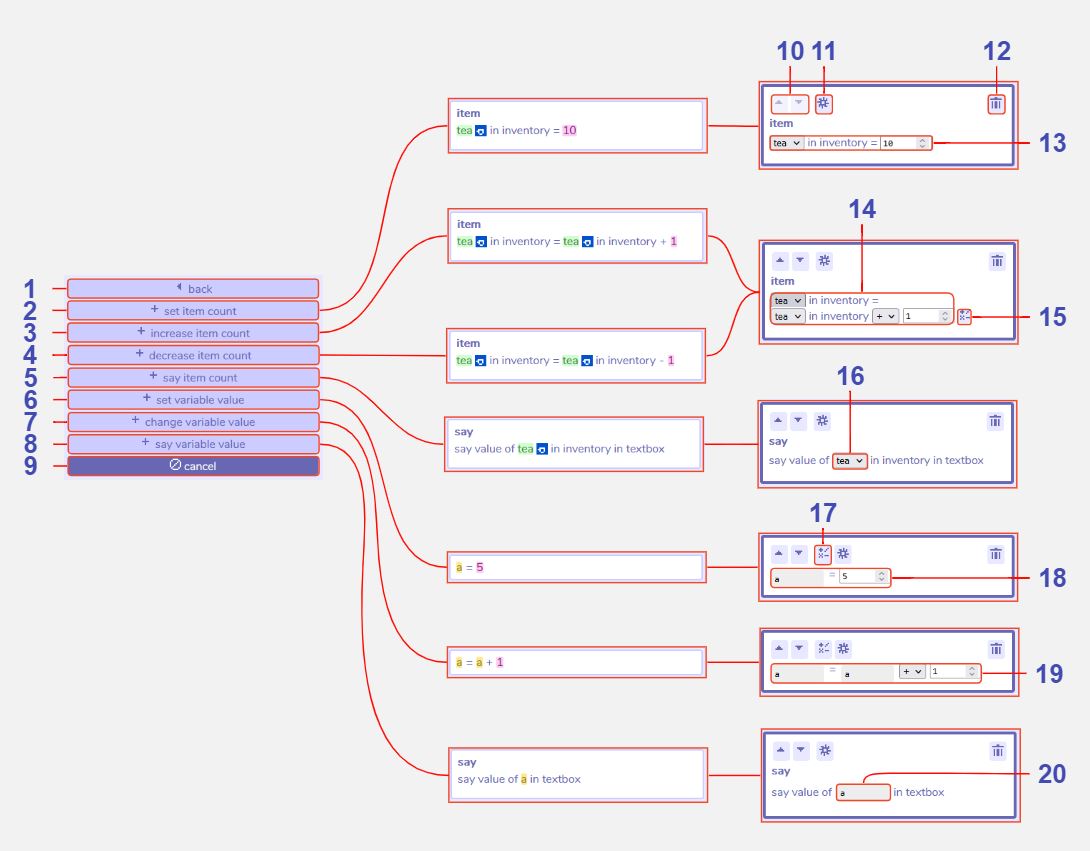 1 back
2 + set item count
3 + increase item count
4 + decrease item count
5 + say item count
6 + set variable value
7 + change variable value
8 + say variable value
9 cancel
item
tea in inventory = 10
item
tea in inventory = tea in inventory + 1
item
tea in inventory = tea in inventory - 1
say
say value of tea in inventory in textbox
a = 5
a = a + 1
say
say value of a in textbox
10 11 12
item
tea in inventory = 10
13
14
item
tea in inventory =
tea in inventory + 1
15
16
say
say value of tea in inventory in textbox
17
a = 5
18
a = a + 1
19
say
20
say value of a in textbox